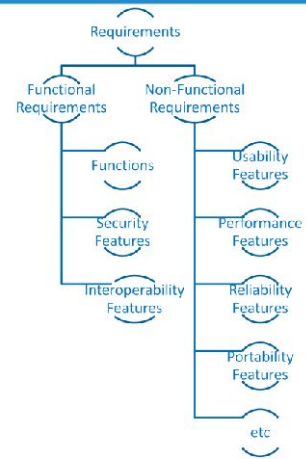 Requirements
Functional
Requirements
Non-Functional
Requirements
Functions
Security
Features
Interoperability
Features
Usability
Features
Performance
Features
Reliability
Features
Portability
Features
etc